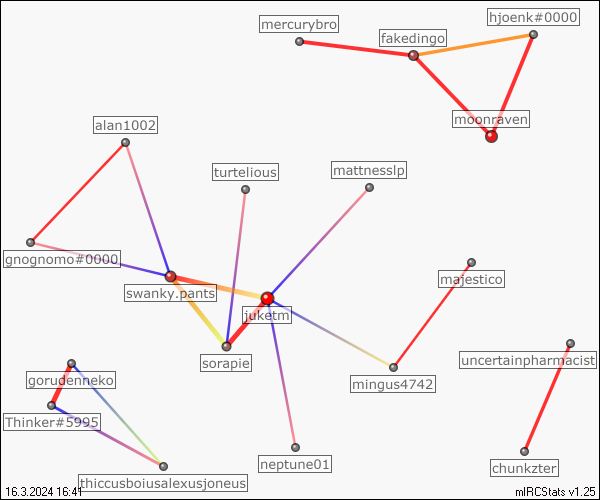 hjoenk#0000
mercurybro
fakedingo
moonraven
alan1002
turtelious
mattnesslp
gnognomo#0000
majestico
swanky.pants
juketm
sorapie
uncertainpharmacist
gorudenneko
mingus4742
Thinker#5995
neptune01
chunkzter
thiccusboiusalexusjoneus
16.3.2024 16:41
mIRCStats v1.25